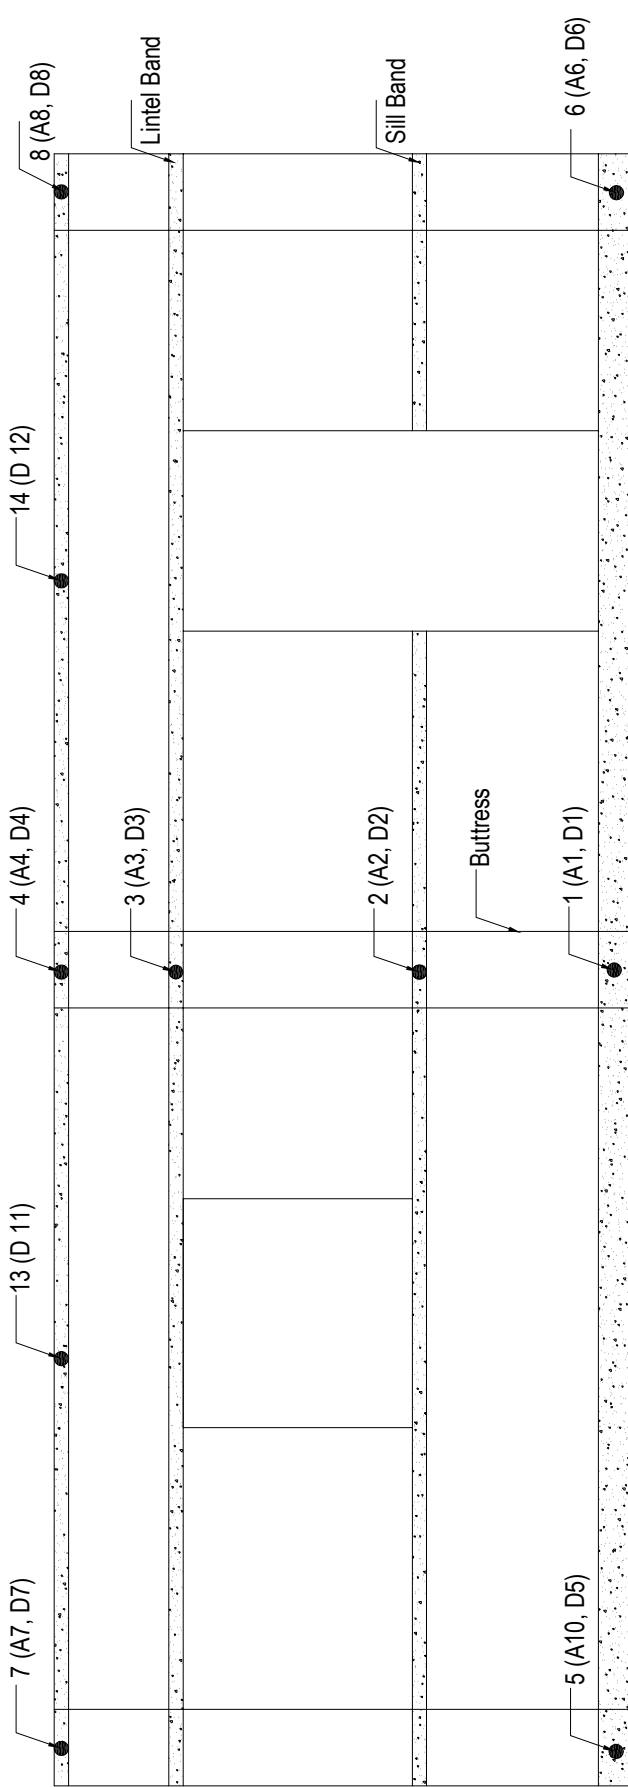 7 (A7, D7)
13 (D 11)
4 (A4, D4)
14 (D 12)
8 (A8, D8)
3 (A3, D3)
Lintel Band
2 (A2, D2)
Sill Band
Buttress
5 (A10, D5)
1 (A1, D1)
6 (A6, D6)